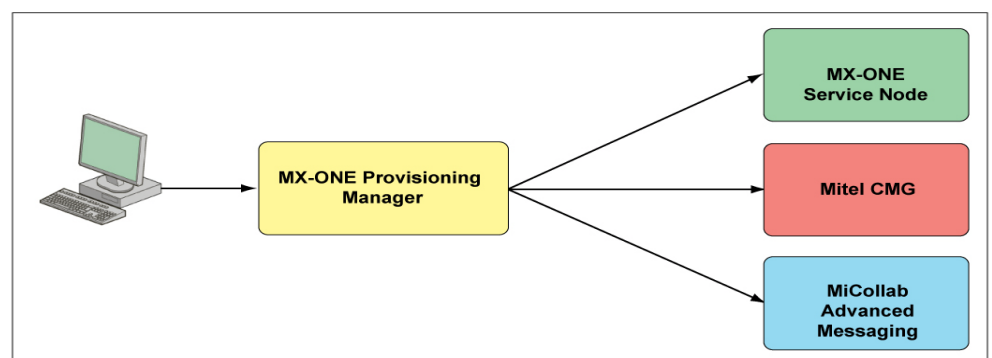 MX-ONE
Service Node
MX-ONE Provisioning
Manager
Mitel CMG
MiCollab
Advanced
Messaging